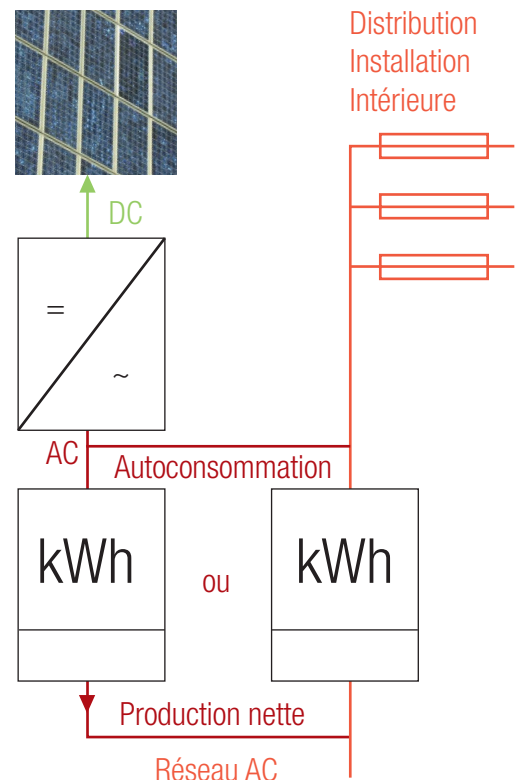 Distribution
Installation
Intérieure
DC
=
~
AC
Autoconsommation
kWh
ou
kWh
Production nette
Réseau AC